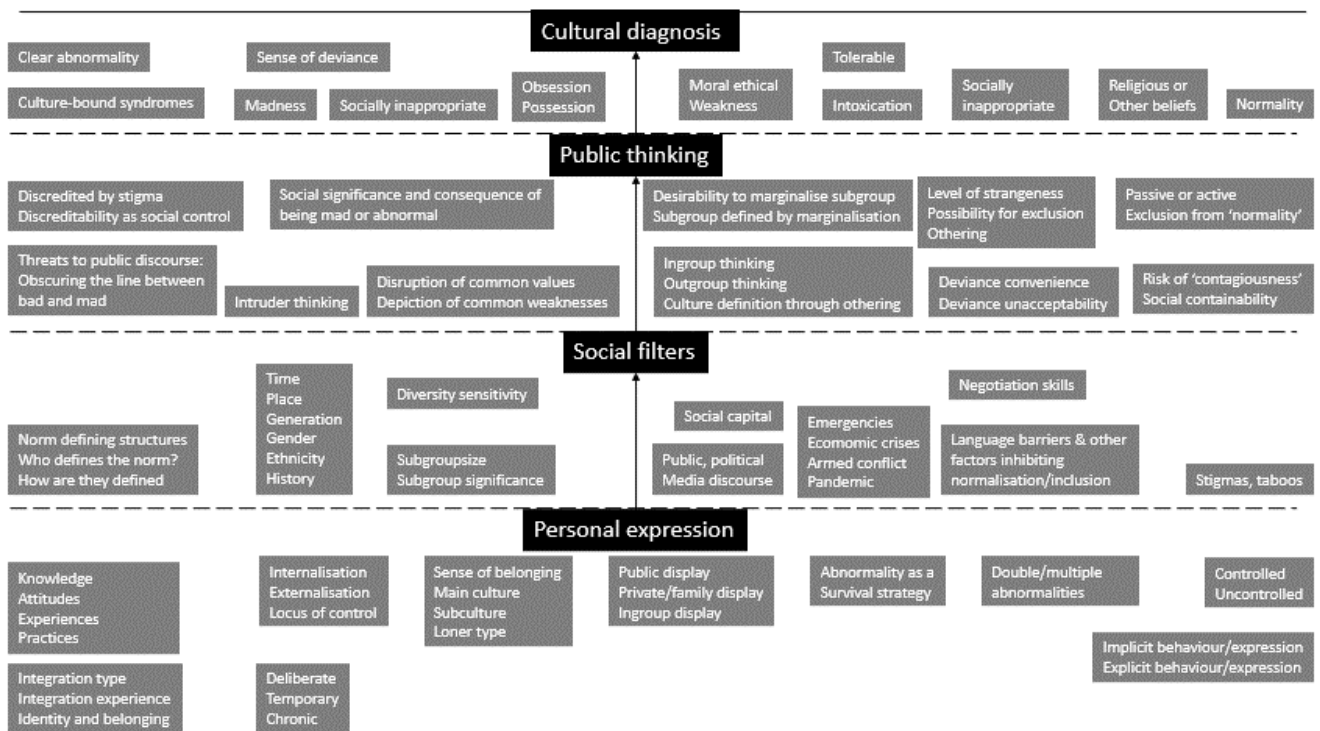 Cultural diagnosis
Clear abnormality
Sense of deviance
Tolerable
Culture-bound syndromes
Madness
Socially inappropriate
Obsession
Possession
Moral ethical
Weakness
Intoxication
Socially
inappropriate
Religious or
Other beliefs
Normality
Public thinking
Discredited by stigma
Discreditability as social control
Social significance and consequence of
being mad or abnormal
Desirability to marginalise subgroup
Subgroup defined by marginalisation
Level of strangeness
Possibility for exclusion
Othering
Passive or active
Exclusion from ‘normality’
Threats to public discourse:
Obscuring the line between
bad and mad
Intruder thinking
Disruption of common values
Depiction of common weaknesses
Ingroup thinking
Outgroup thinking
Culture definition through othering
Deviance convenience
Deviance unacceptability
Risk of ‘contagiousness’
Social containability
Social filters
Norm defining structures
Who defines the norm?
How are they defined
Time
Place
Generation
Gender
Ethnicity
History
Diversity sensitivity
Subgroupsize
Subgroup significance
Social capital
Public, political
Media discourse
Emergencies
Ecomomic crises
Armed conflict
Pandemic
Negotiation skills
Language barriers & other
factors inhibiting
normalisation/inclusion
Stigmas, taboos
Personal expression
Knowledge
Attitudes
Experiences
Practices
Internalisation
Externalisation
Locus of control
Sense of belonging
Main culture
Subculture
Loner type
Public display
Private/family display
Ingroup display
Abnormality as a
Survival strategy
Double/multiple
abnormalities
Controlled
Uncontrolled
Implicit behaviour/expression
Explicit behaviour/expression
Integration type
Integration experience
Identity and belonging
Deliberate
Temporary
Chronic